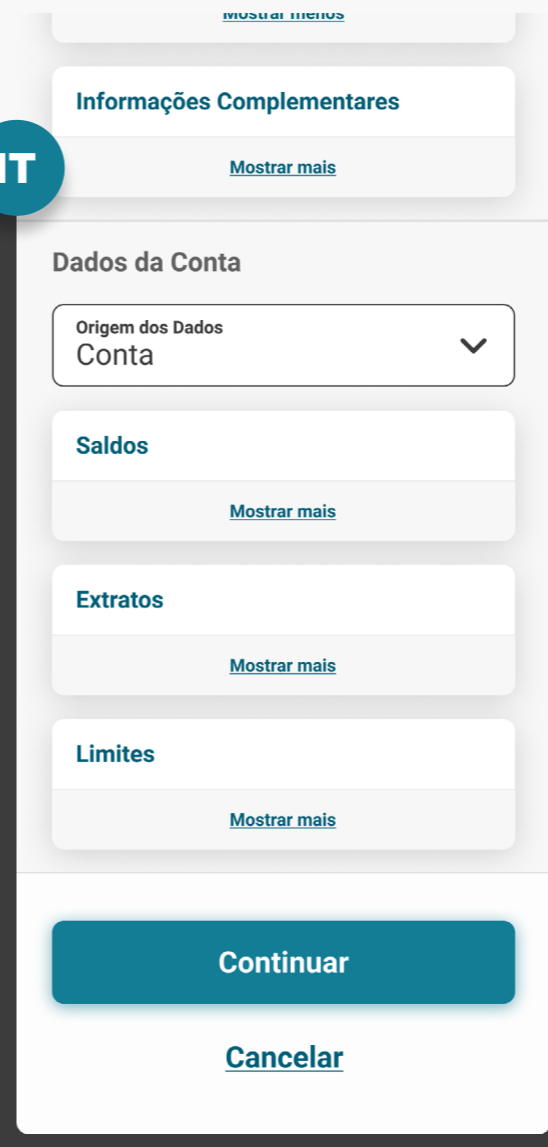 Mostrar menos
Informações Complementares
IT
Mostrar mais
Dados da Conta
Origem dos Dados
Conta
Saldos
Mostrar mais
Extratos
Mostrar mais
Limites
Mostrar mais
Continuar
Cancelar